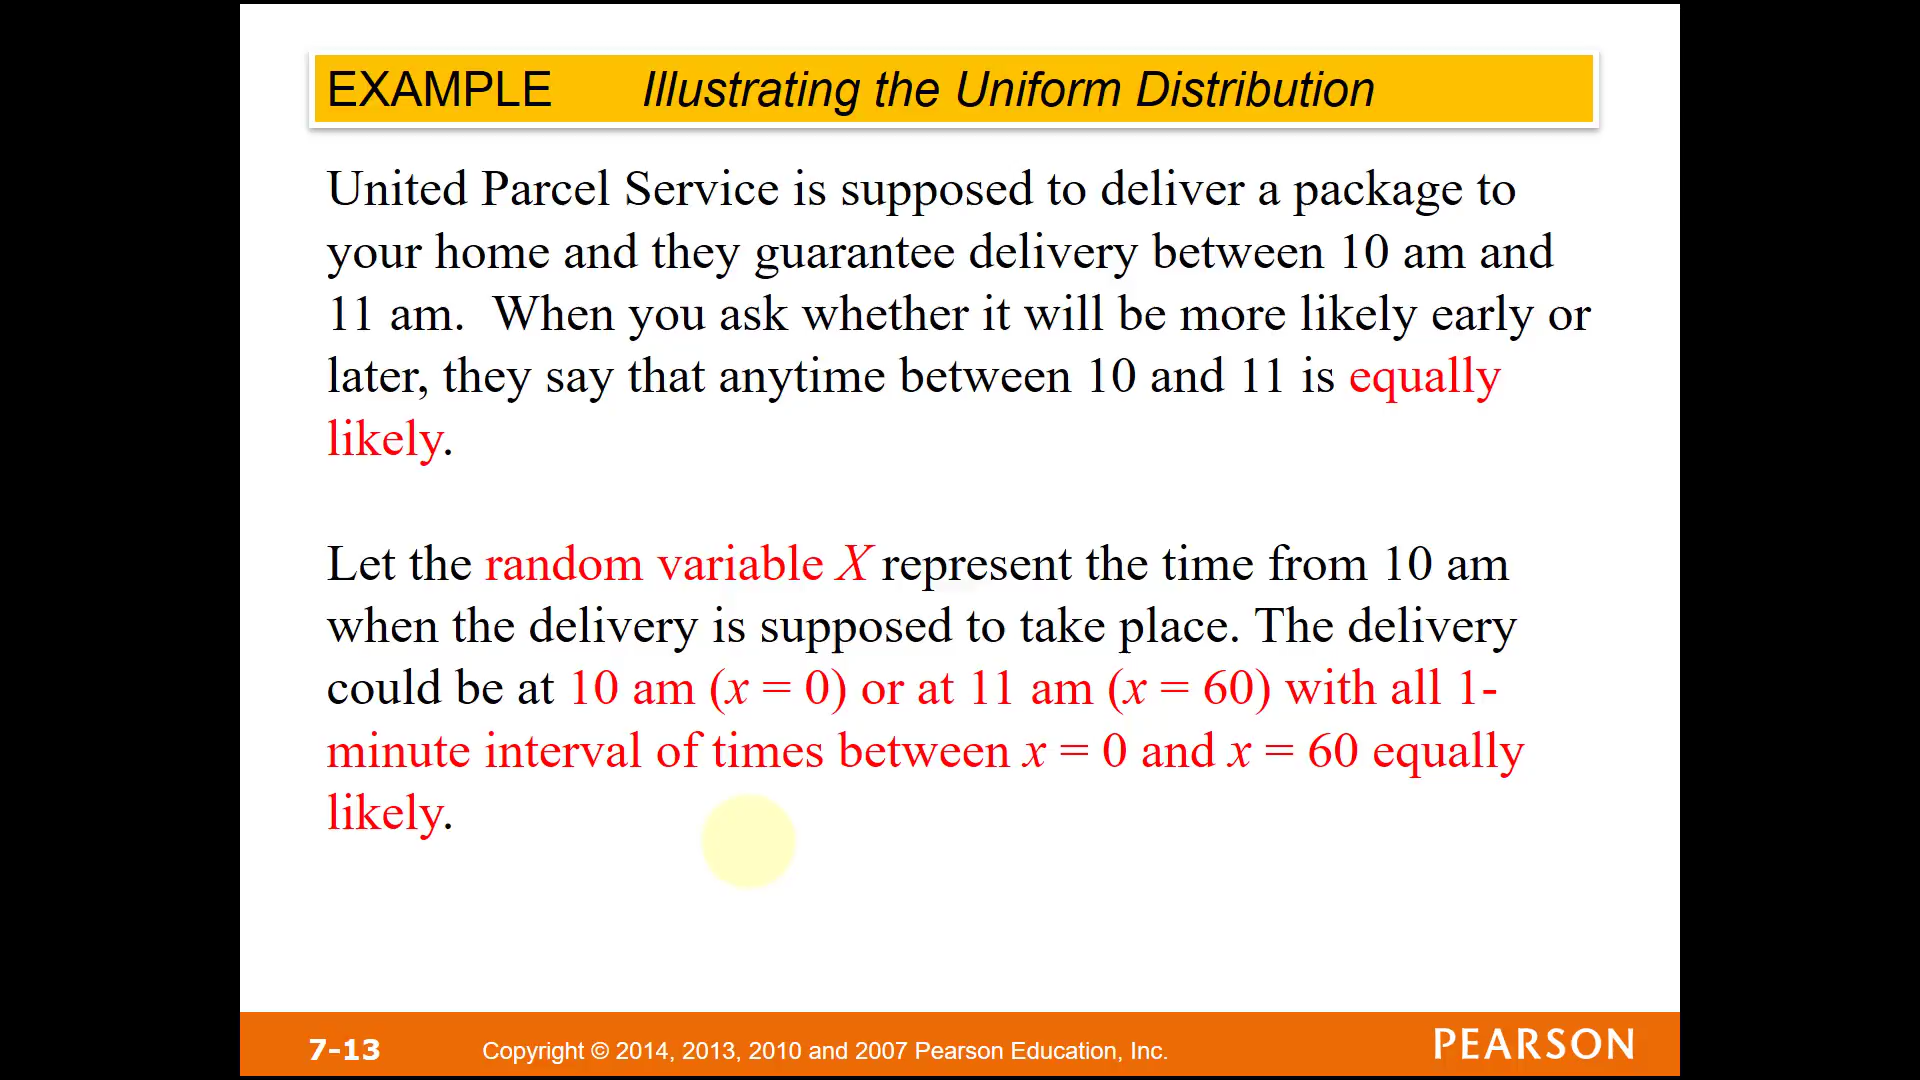 EXAMPLE Illustrating the Uniform Distribution
United Parcel Service is supposed to deliver a package to
your home and they guarantee delivery between 10 am and
11 am. When you ask whether it will be more likely early or
later, they say that anytime between 10 and 11 is equally
likely.
Let the random variable X represent the time from 10 am
when the delivery is supposed to take place. The delivery
could be at 10 am (x = 0) or at 11 am (x = 60) with all 1-
minute interval of times between x = 0 and x = 60 equally
likely.
7-13 Copyright © 2014, 2013, 2010 and 2007 Pearson Education, Inc. PEARSON